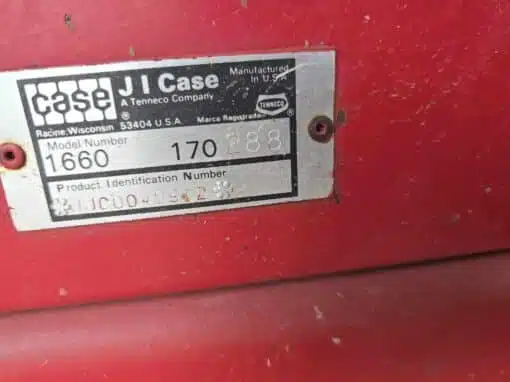 case
J I Case
A Tenneco Company
Manufactured
in U.S.A
TENNECO
Racine, Wisconsin 53404 U.S.A.
Marca Registrada
Model Number
1660 170 288
Product Identification Number